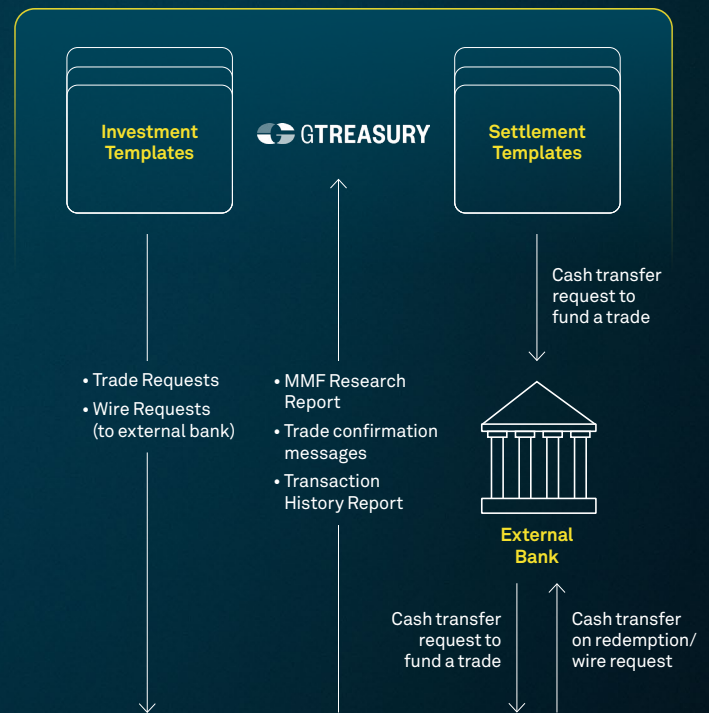 Investment
Templates
GTREASURY
Settlement
Templates
Cash transfer
request to
fund a trade
• Trade Requests
• Wire Requests
(to external bank)
• MMF Research
Report
• Trade confirmation
messages
• Transaction
History Report
External
Bank
Cash transfer
request to
fund a trade
Cash transfer
on redemption/
wire request